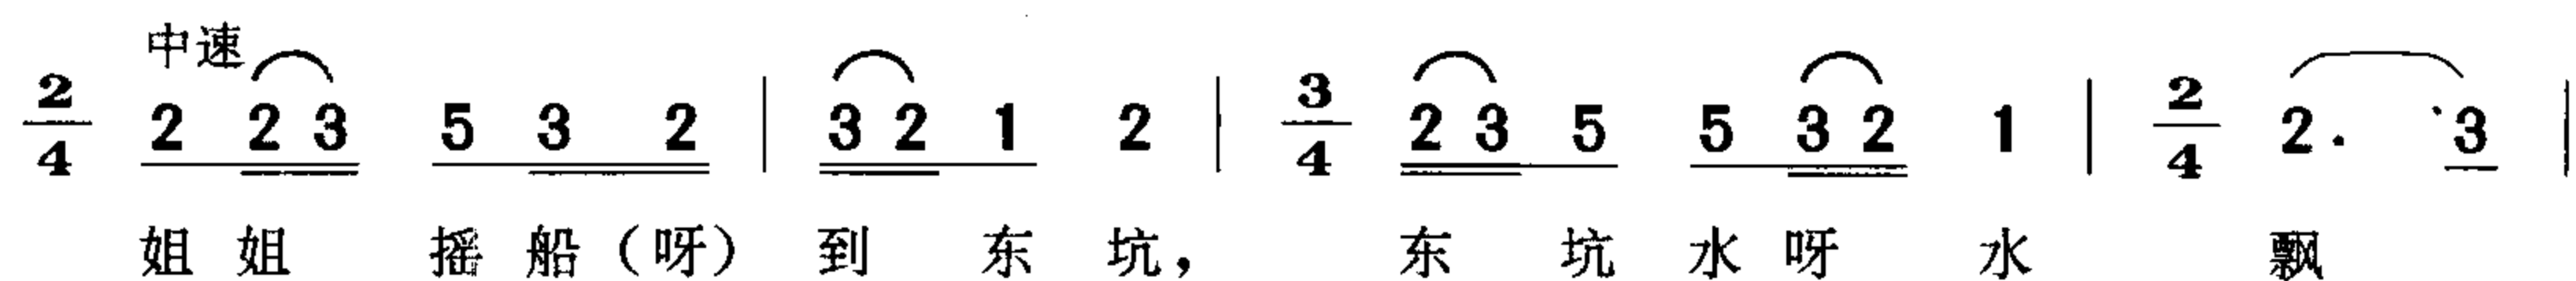 中速
2/4 2 2 3 5 3 2 | 3 2 1 2 | 3/4 2 3 5 5 3 2 1 | 2/4 2. 3 |
姐 姐 摇 船（呀） 到 东 坑， 东 坑 水 呀 水 飘